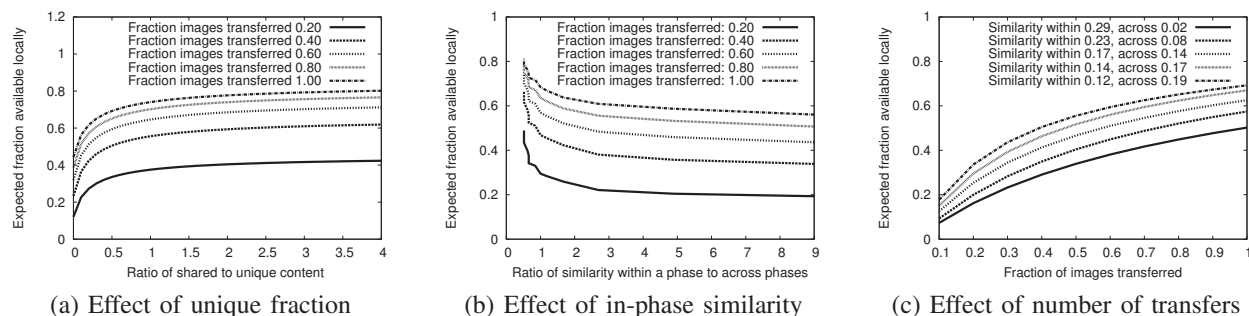 Expected fraction available locally
1.2
1
0.8
0.6
0.4
0.2
0
Fraction images transferred 0.20
Fraction images transferred 0.40
Fraction images transferred 0.60
Fraction images transferred 0.80
Fraction images transferred 1.00
0 0.5 1 1.5 2 2.5 3 3.5 4
Ratio of shared to unique content
(a) Effect of unique fraction
Expected fraction available locally
1
0.8
0.6
0.4
0.2
0
Fraction images transferred: 0.20
Fraction images transferred: 0.40
Fraction images transferred: 0.60
Fraction images transferred: 0.80
Fraction images transferred: 1.00
0 1 2 3 4 5 6 7 8 9
Ratio of similarity within a phase to across phases
(b) Effect of in-phase similarity
Expected fraction available locally
1
0.8
0.6
0.4
0.2
0
Similarity within 0.29, across 0.02
Similarity within 0.23, across 0.08
Similarity within 0.17, across 0.14
Similarity within 0.14, across 0.17
Similarity within 0.12, across 0.19
0.1 0.2 0.3 0.4 0.5 0.6 0.7 0.8 0.9 1
Fraction of images transferred
(c) Effect of number of transfers